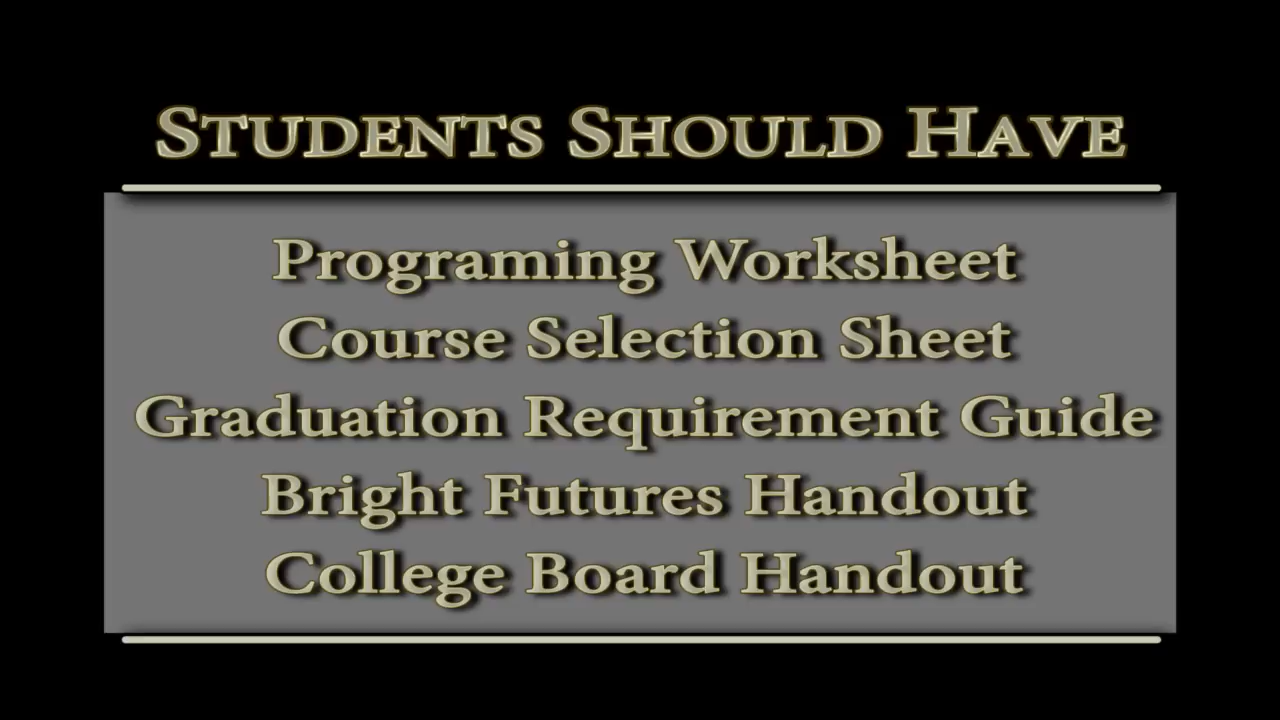 Students Should Have
Programing Worksheet
Course Selection Sheet
Graduation Requirement Guide
Bright Futures Handout
College Board Handout